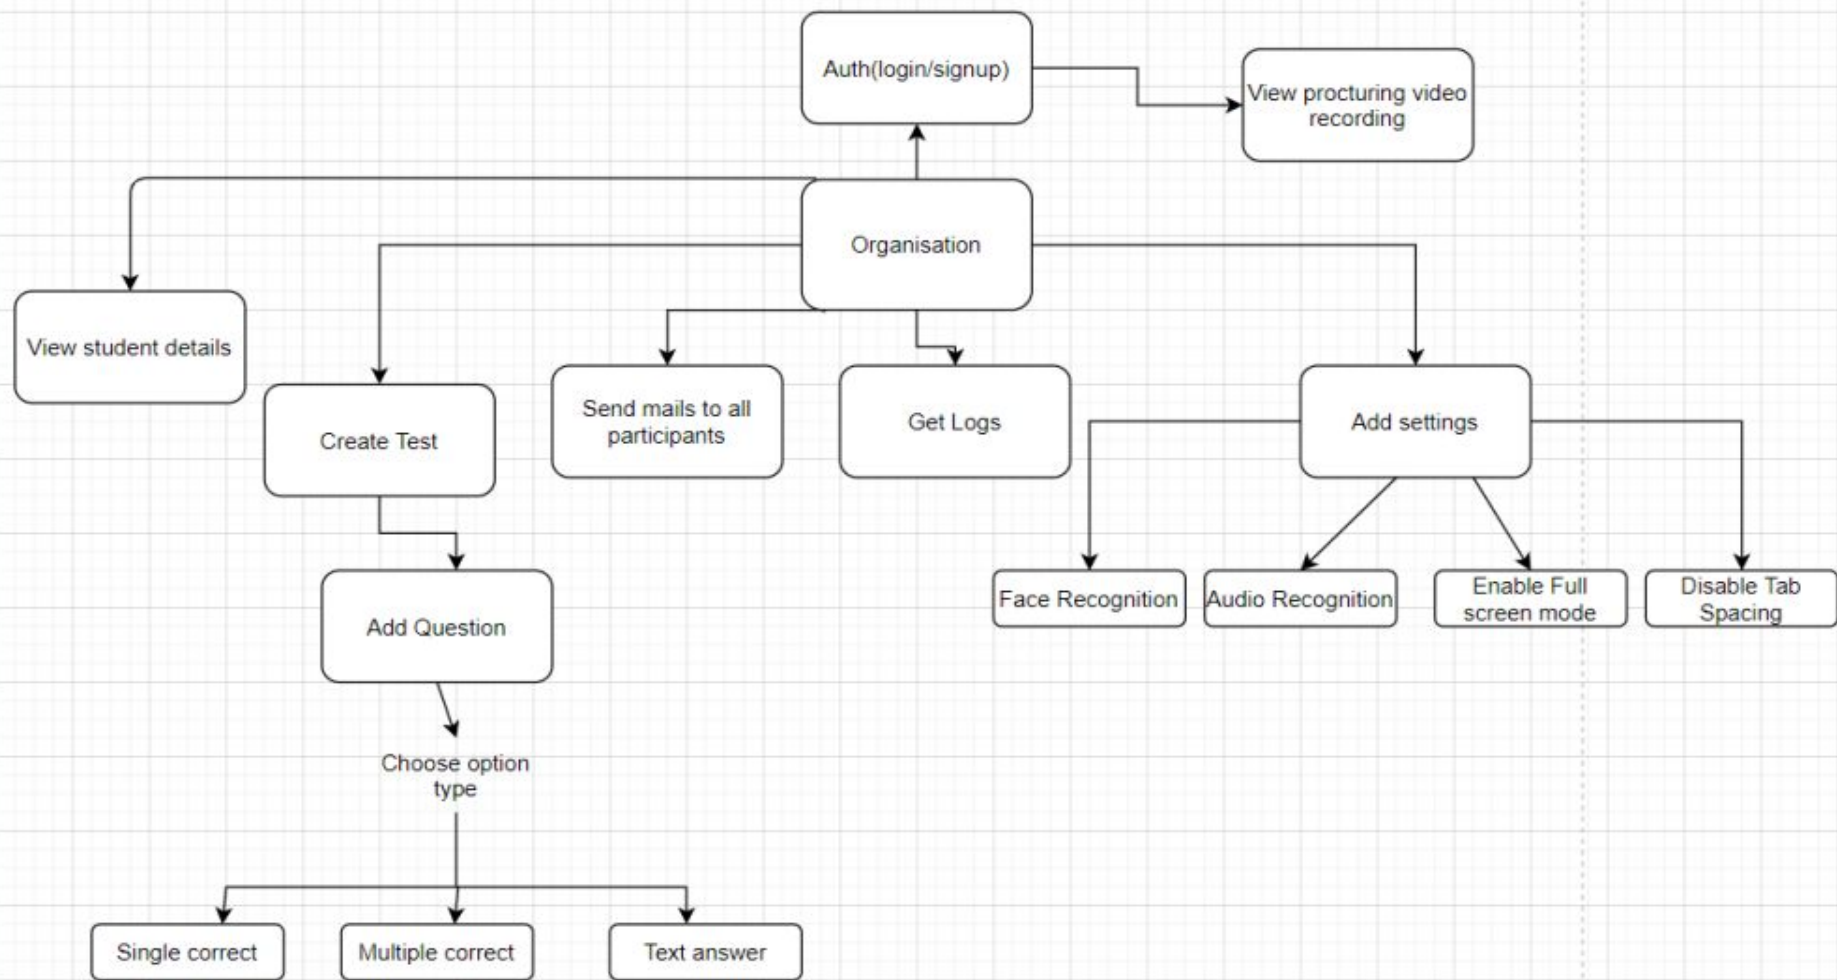 Auth(login/signup)
View procturing video
recording
Organisation
View student details
Create Test
Send mails to all
participants
Get Logs
Add settings
Add Question
Face Recognition
Audio Recognition
Enable Full
screen mode
Disable Tab
Spacing
Choose option
type
Single correct
Multiple correct
Text answer